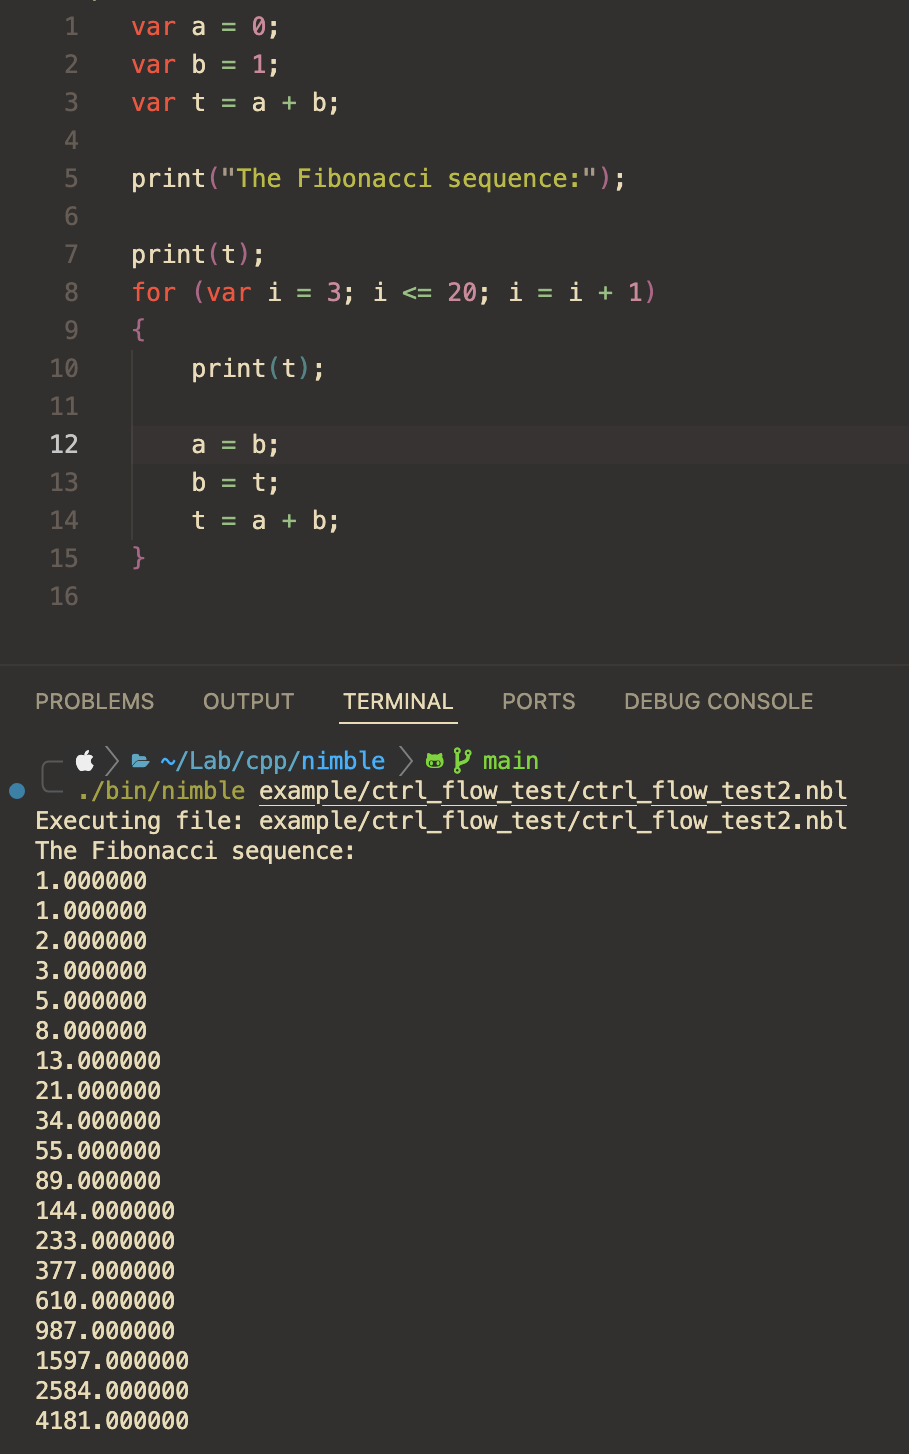 1 var a = 0;
2 var b = 1;
3 var t = a + b;
4
5 print("The Fibonacci sequence:");
6
7 print(t);
8 for (var i = 3; i <= 20; i = i + 1)
9 {
10 print(t);
11
12 a = b;
13 b = t;
14 t = a + b;
15 }
16
PROBLEMS OUTPUT TERMINAL PORTS DEBUG CONSOLE
~/Lab/cpp/nimble main
./bin/nimble example/ctrl_flow_test/ctrl_flow_test2.nbl
Executing file: example/ctrl_flow_test/ctrl_flow_test2.nbl
The Fibonacci sequence:
1.000000
1.000000
2.000000
3.000000
5.000000
8.000000
13.000000
21.000000
34.000000
55.000000
89.000000
144.000000
233.000000
377.000000
610.000000
987.000000
1597.000000
2584.000000
4181.000000